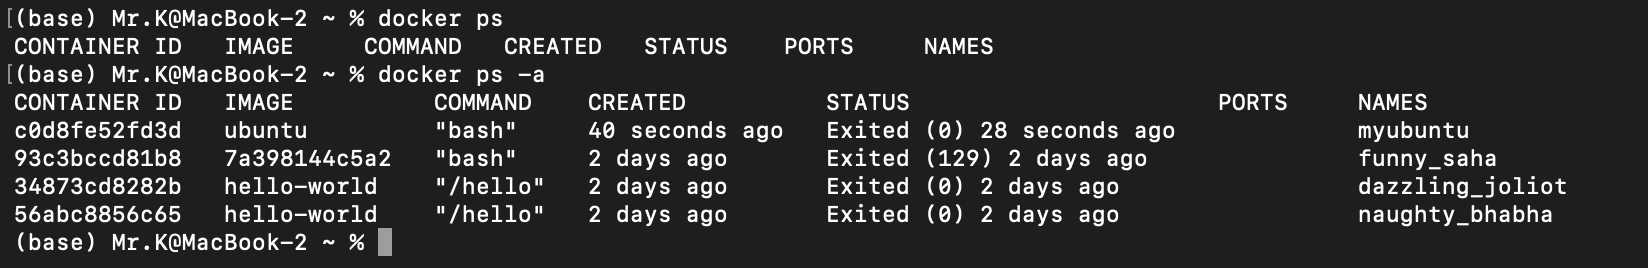 [(base) Mr.K@MacBook-2 ~ % docker ps
CONTAINER ID   IMAGE     COMMAND   CREATED   STATUS    PORTS     NAMES
[(base) Mr.K@MacBook-2 ~ % docker ps -a
CONTAINER ID   IMAGE          COMMAND    CREATED          STATUS                      PORTS     NAMES
c0d8fe52fd3d   ubuntu         "bash"     40 seconds ago   Exited (0) 28 seconds ago             myubuntu
93c3bccd81b8   7a398144c5a2   "bash"     2 days ago       Exited (129) 2 days ago               funny_saha
34873cd8282b   hello-world    "/hello"   2 days ago       Exited (0) 2 days ago                 dazzling_joliot
56abc8856c65   hello-world    "/hello"   2 days ago       Exited (0) 2 days ago                 naughty_bhabha
(base) Mr.K@MacBook-2 ~ %